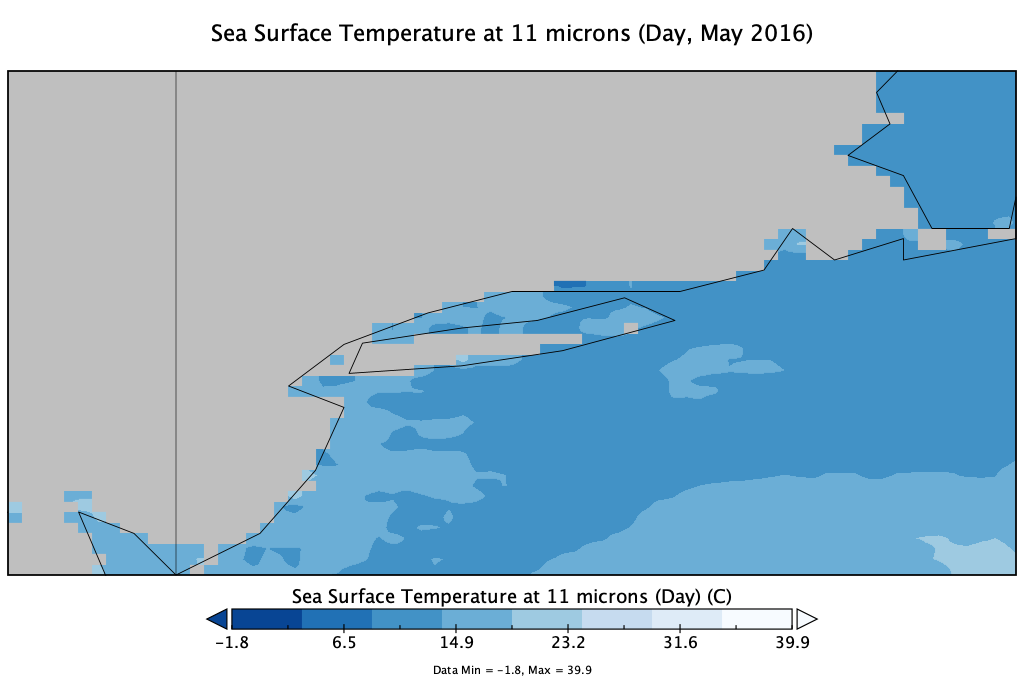 Sea Surface Temperature at 11 microns (Day, May 2016)
Sea Surface Temperature at 11 microns (Day) (C)
-1.8 6.5 14.9 23.2 31.6 39.9
Data Min = -1.8, Max = 39.9